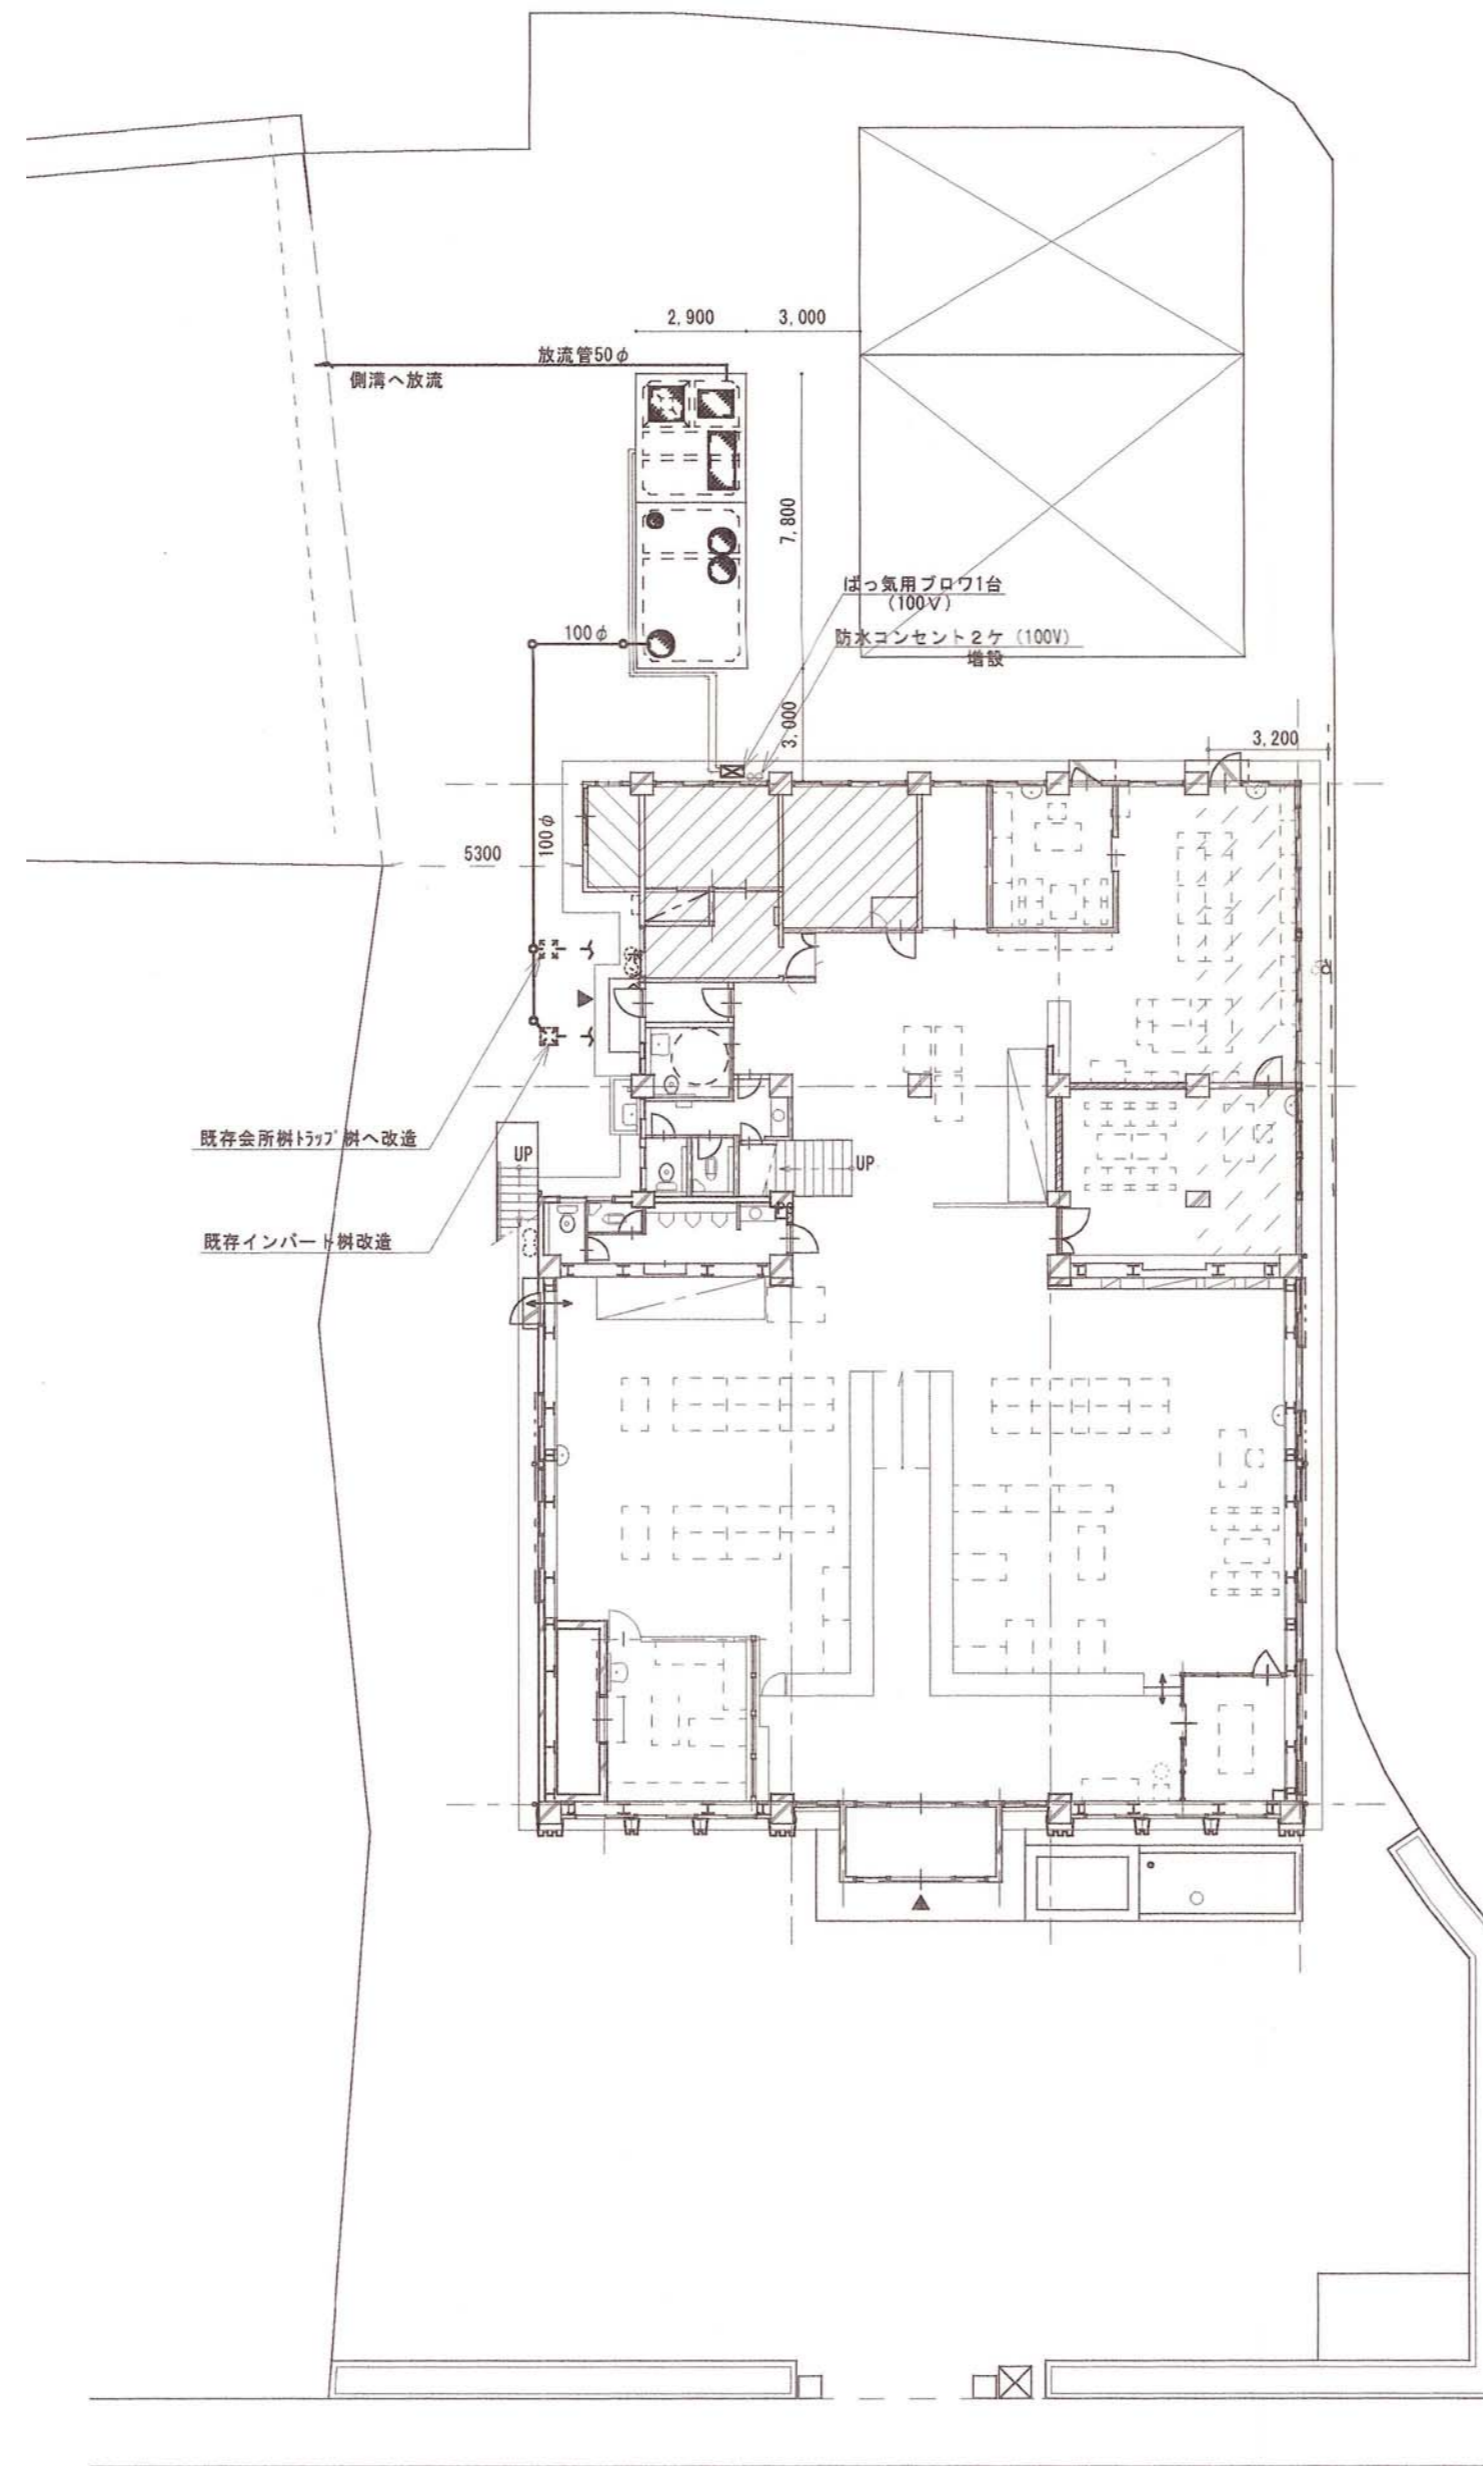 2,900
3,000
放流管50φ
側溝へ放流
7,800
ばっ気用ブロワ1台
(100V)
防水コンセント2ケ (100V)
増設
100φ
3,000
3,200
100φ
5300
既存会所桝トラップ桝へ改造
UP
UP
既存インバート桝改造